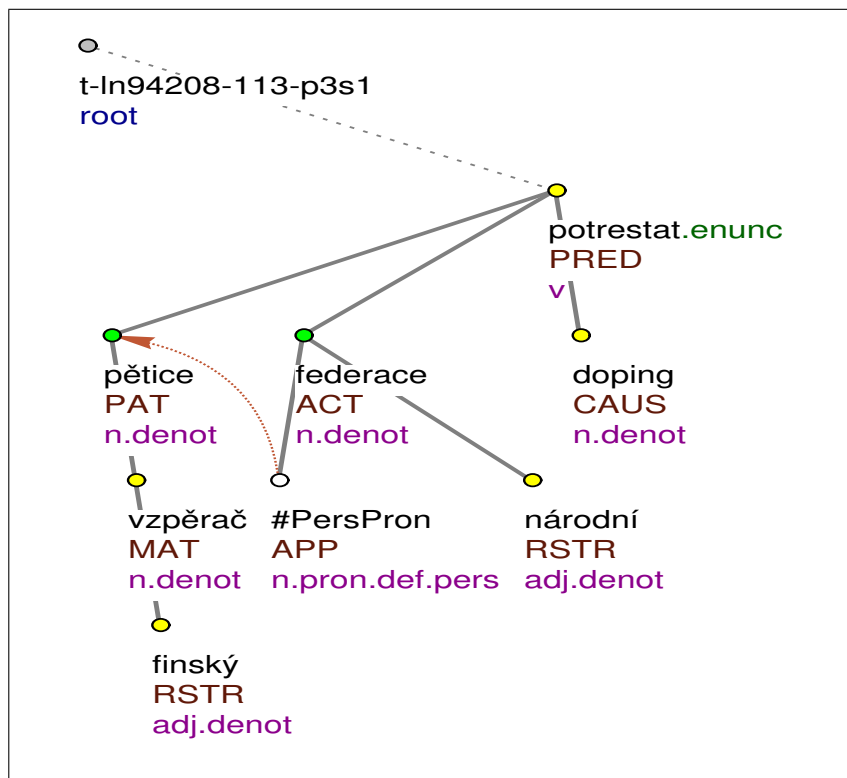 t-ln94208-113-p3s1
root
potrestat.enunc
PRED
v
pětice
PAT
n.denot
federace
ACT
n.denot
doping
CAUS
n.denot
vzpěrač
MAT
n.denot
#PersPron
APP
n.pron.def.pers
národní
RSTR
adj.denot
finský
RSTR
adj.denot